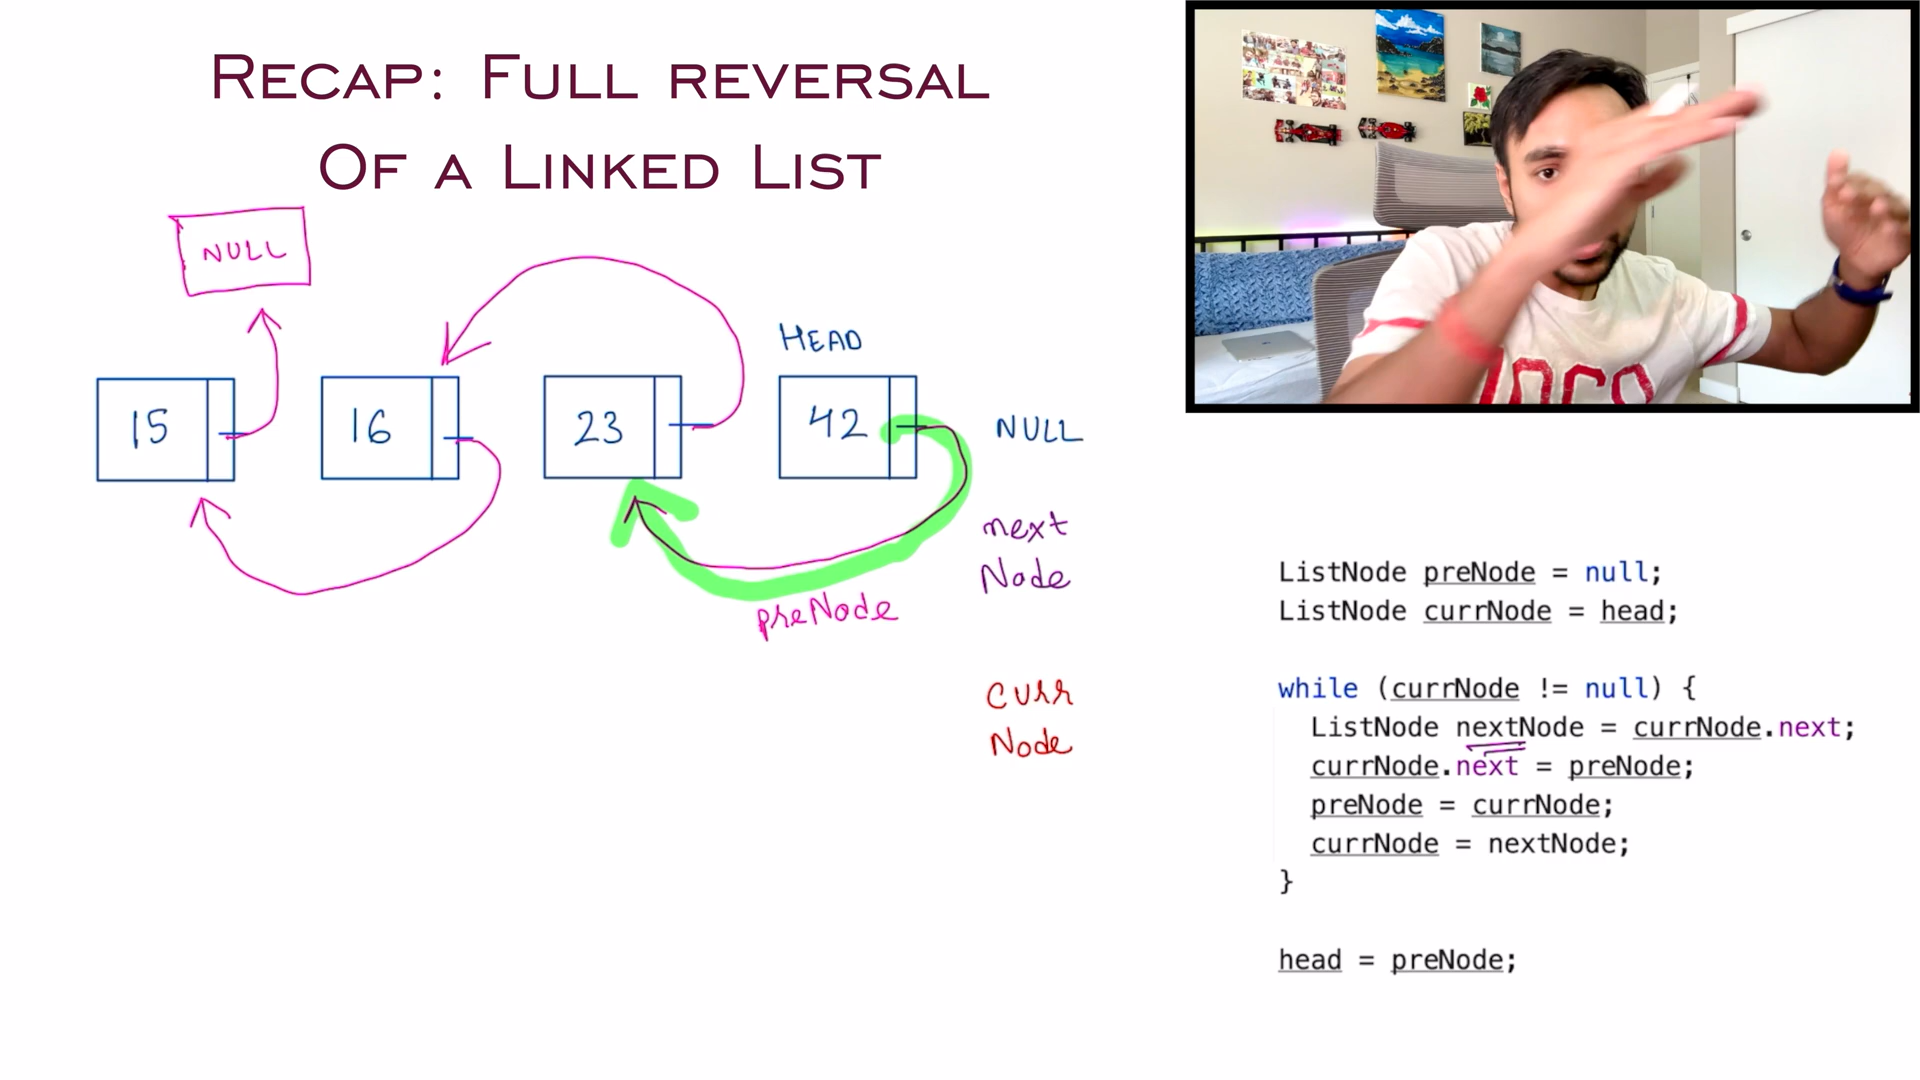 RECAP: FULL REVERSAL
OF A LINKED LIST
NULL
HEAD
15
16
23
42
NULL
next
Node
preNode
curr
Node
ListNode preNode = null;
ListNode currNode = head;
while (currNode != null) {
ListNode nextNode = currNode.next;
currNode.next = preNode;
preNode = currNode;
currNode = nextNode;
}
head = preNode;